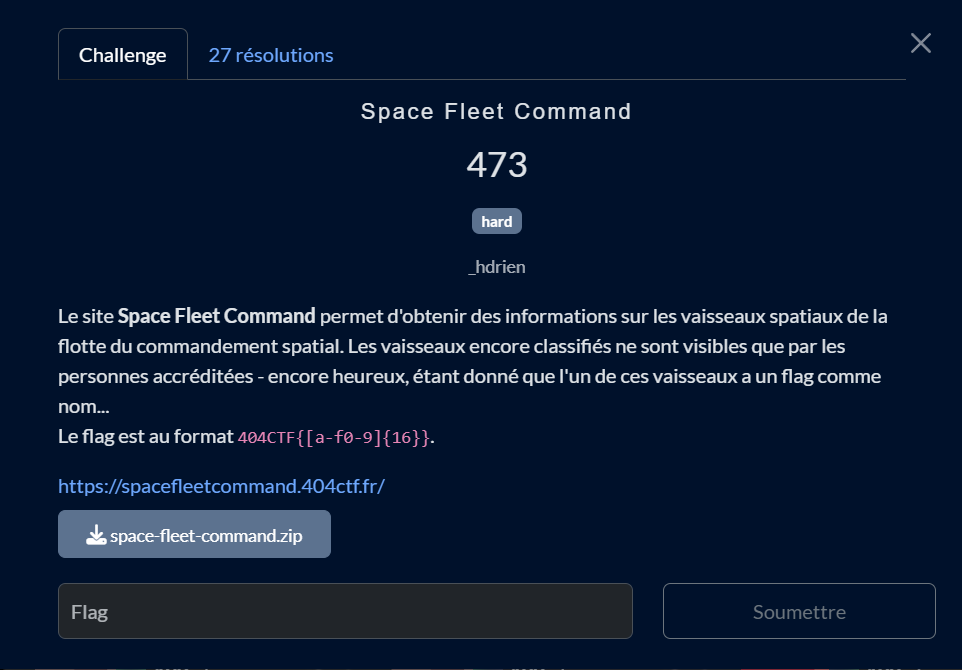 Challenge
27 résolutions
Space Fleet Command
473
hard
_hdrien
Le site Space Fleet Command permet d'obtenir des informations sur les vaisseaux spatiaux de la
flotte du commandement spatial. Les vaisseaux encore classifiés ne sont visibles que par les
personnes accréditées - encore heureux, étant donné que l'un de ces vaisseaux a un flag comme
nom...
Le flag est au format 404CTF{[a-f0-9]{16}}.
https://spacefleetcommand.404ctf.fr/
space-fleet-command.zip
Flag
Soumettre